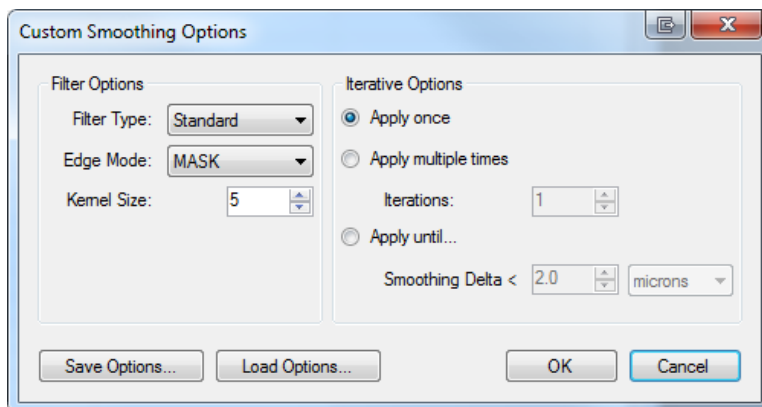 Custom Smoothing Options
Filter Options
Filter Type: Standard
Edge Mode: MASK
Kernel Size: 5
Iterative Options
Apply once
Apply multiple times
Iterations: 1
Apply until...
Smoothing Delta < 2.0 microns
Save Options... Load Options... OK Cancel